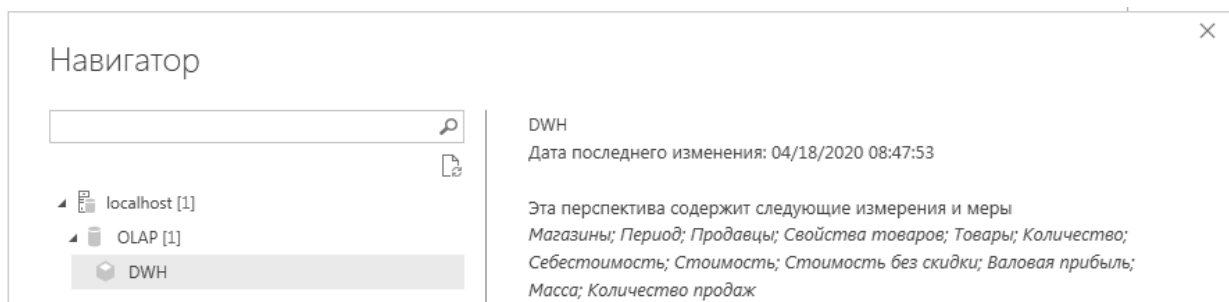 Навигатор
localhost [1]
OLAP [1]
DWH
DWH
Дата последнего изменения: 04/18/2020 08:47:53
Эта перспектива содержит следующие измерения и меры
Магазины; Период; Продавцы; Свойства товаров; Товары; Количество;
Себестоимость; Стоимость; Стоимость без скидки; Валовая прибыль;
Масса; Количество продаж